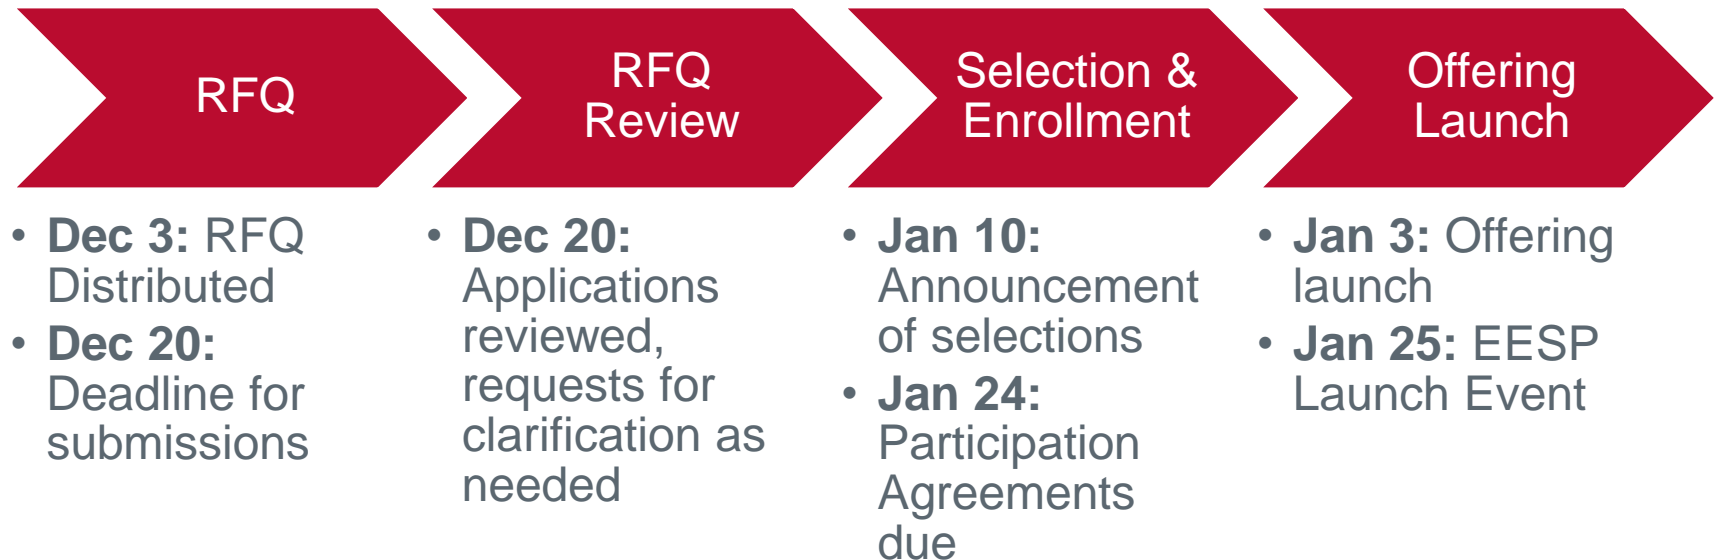 RFQ
RFQ
Review
Selection &
Enrollment
Offering
Launch
• Dec 3: RFQ
Distributed
• Dec 20:
Deadline for
submissions
• Dec 20:
Applications
reviewed,
requests for
clarification as
needed
• Jan 10:
Announcement
of selections
• Jan 24:
Participation
Agreements
due
• Jan 3: Offering
launch
• Jan 25: EESP
Launch Event